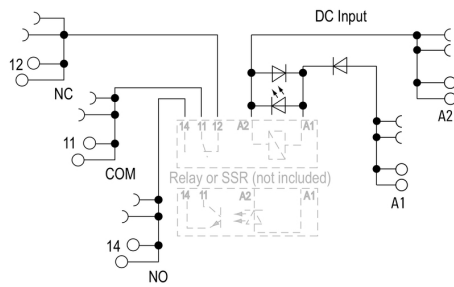 DC Input
12
NC
A2
14 11 12 A2 A1
11
COM
Relay or SSR (not included)
A1
14 11 A2 A1
14
NO